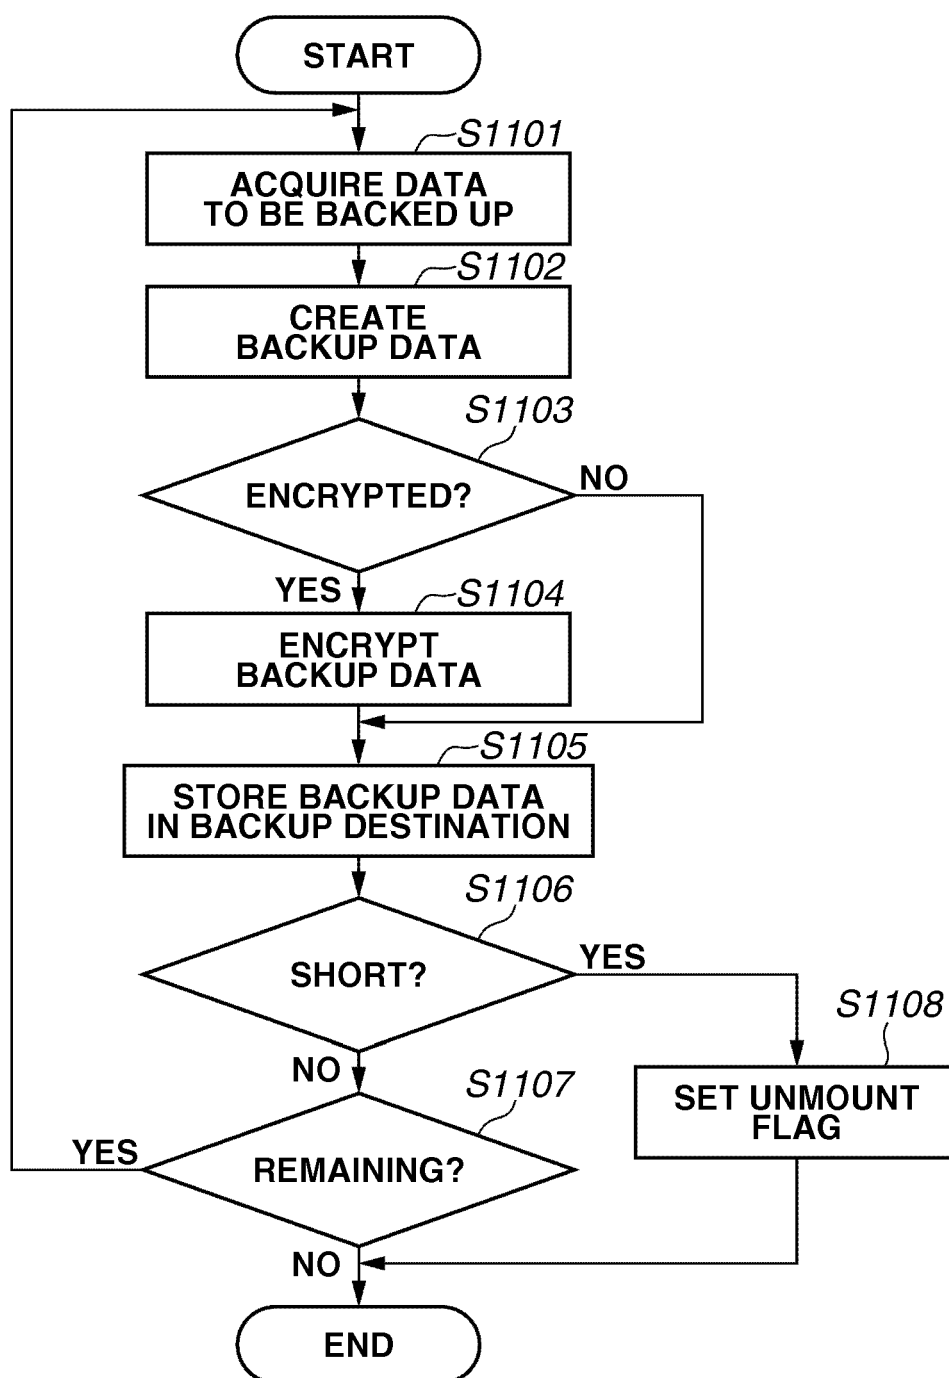 START
S1101
ACQUIRE DATA
TO BE BACKED UP
S1102
CREATE
BACKUP DATA
S1103
ENCRYPTED?
NO
YES
S1104
ENCRYPT
BACKUP DATA
S1105
STORE BACKUP DATA
IN BACKUP DESTINATION
S1106
SHORT?
YES
S1108
SET UNMOUNT
FLAG
NO
S1107
YES
REMAINING?
NO
END